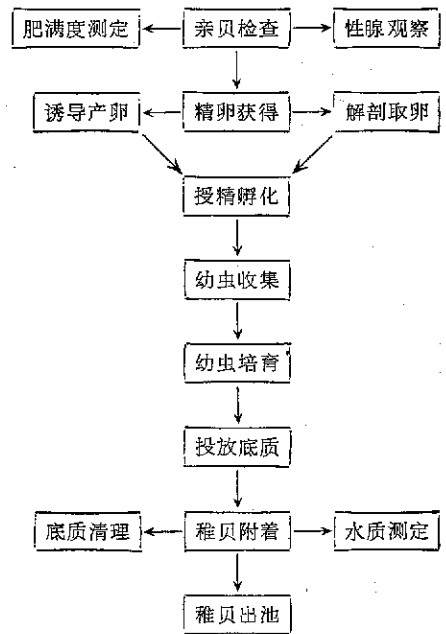 肥满度测定
亲贝检查
性腺观察
诱导产卵
精卵获得
解剖取卵
授精孵化
幼虫收集
幼虫培育
投放底质
底质清理
稚贝附着
水质测定
稚贝出池